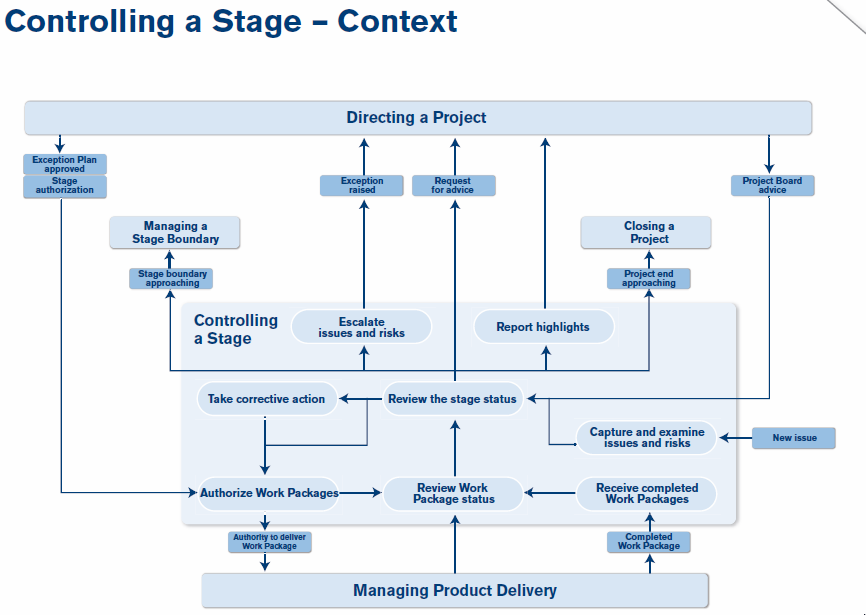 Controlling a Stage – Context
Directing a Project
Exception Plan
approved
Stage
authorization
Exception
raised
Request
for advice
Project Board
advice
Managing a
Stage Boundary
Closing a
Project
Stage boundary
approaching
Project end
approaching
Controlling
a Stage
Escalate
issues and risks
Report highlights
Take corrective action
Review the stage status
Capture and examine
issues and risks
New issue
Authorize Work Packages
Review Work
Package status
Receive completed
Work Packages
Authority to deliver
Work Package
Completed
Work Package
Managing Product Delivery